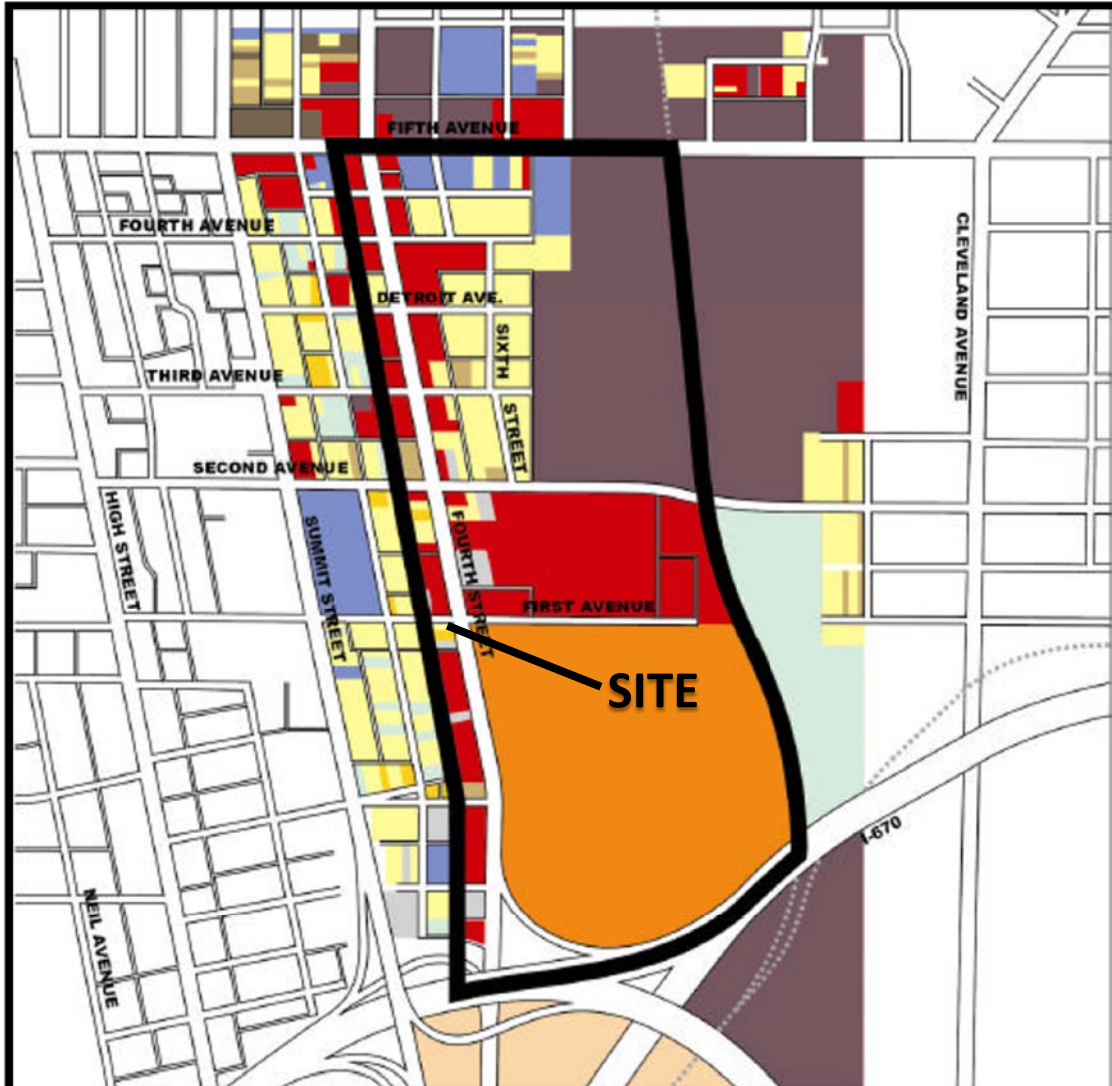 FIFTH AVENUE
FOURTH AVENUE
CLEVELAND AVENUE
DETROIT AVE.
SIXTH
STREET
THIRD AVENUE
SECOND AVENUE
HIGH STREET
SUMMIT STREET
FOURTH STREET
FIRST AVENUE
SITE
I-670
NEIL AVENUE